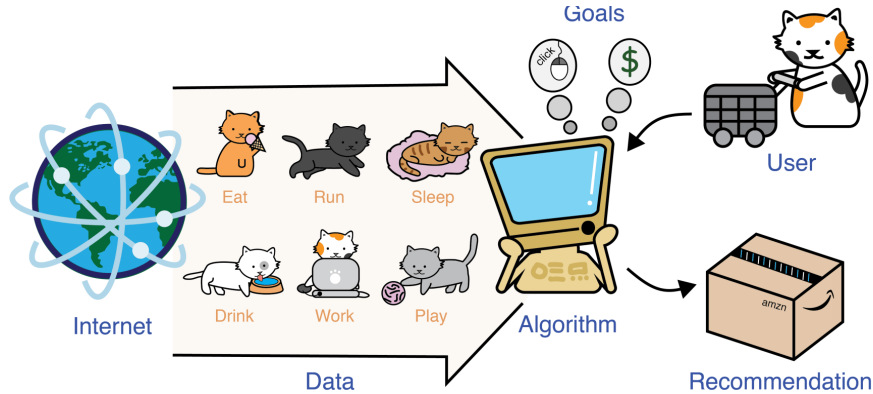 Goals
click
$
Eat
Run
Sleep
User
Drink
Work
Play
amzn
Internet
Algorithm
Data
Recommendation